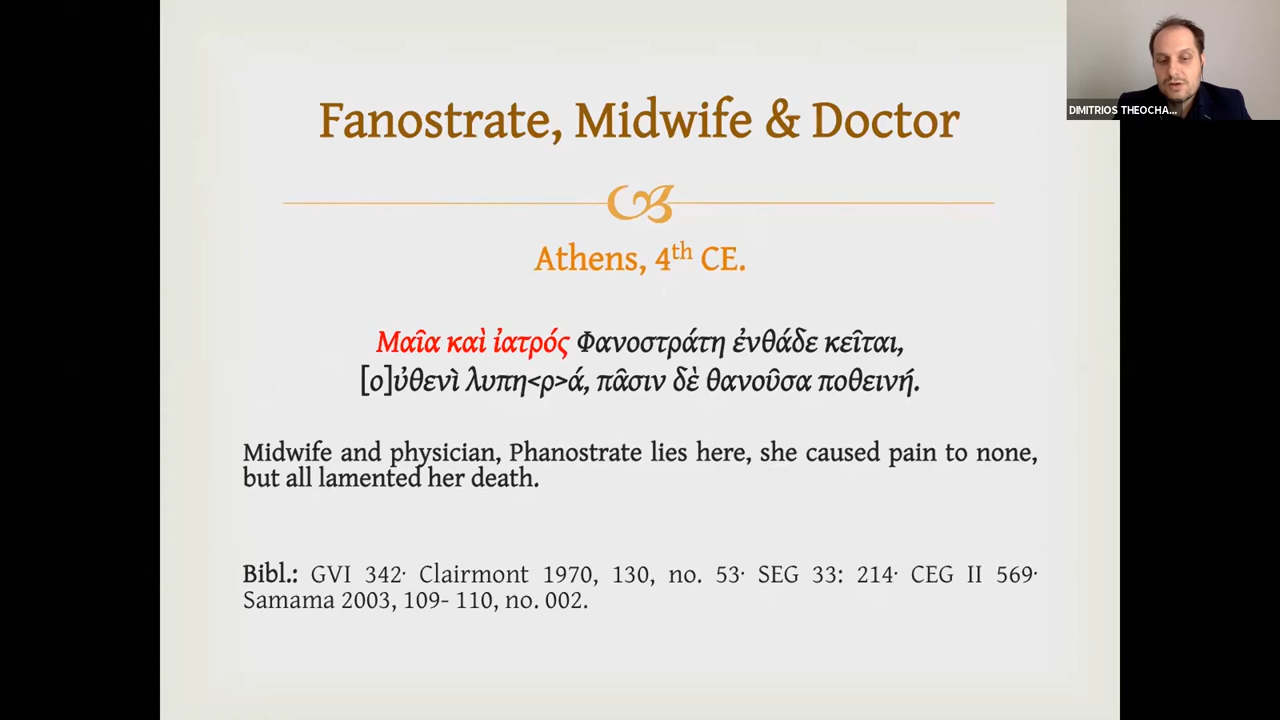 Fanostrate, Midwife & Doctor
Athens, 4th CE.
Μαῖα καὶ ἰατρός Φανοστράτη ἐνθάδε κεῖται,
[ο]ὐθενὶ λυπη<ρ>ά, πᾶσιν δὲ θανοῦσα ποθεινή.
Midwife and physician, Phanostrate lies here, she caused pain to none,
but all lamented her death.
Bibl.: GVI 342· Clairmont 1970, 130, no. 53· SEG 33: 214· CEG II 569·
Samama 2003, 109- 110, no. 002.
DIMITRIOS THEOCHA...